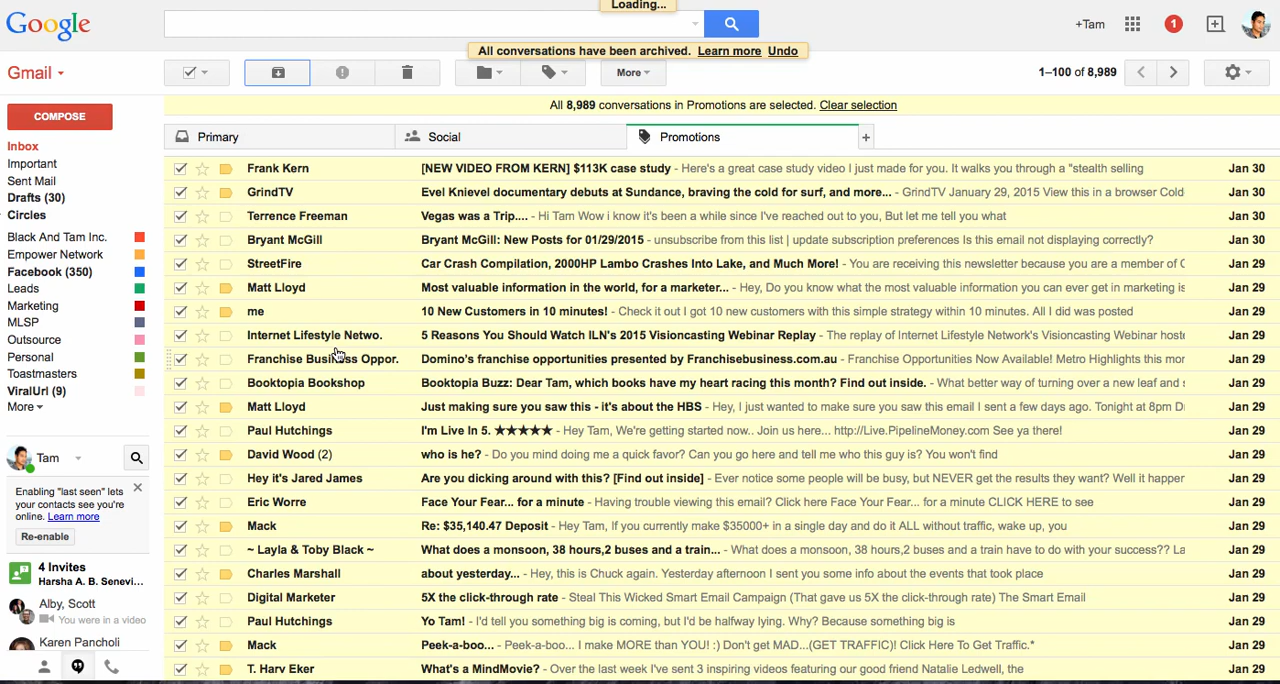 Loading...
Google
+Tam
1
All conversations have been archived. Learn more Undo
Gmail
More
1–100 of 8,989
All 8,989 conversations in Promotions are selected. Clear selection
COMPOSE
Inbox
Important
Sent Mail
Drafts (30)
Circles
Black And Tam Inc.
Empower Network
Facebook (350)
Leads
Marketing
MLSP
Outsource
Personal
Toastmasters
ViralUrl (9)
More
Tam
Enabling "last seen" lets
your contacts see you're
online. Learn more
Re-enable
4 Invites
Harsha A. B. Senevi...
Alby, Scott
You were in a video
Karen Pancholi
Primary
Social
Promotions
+
Frank Kern [NEW VIDEO FROM KERN] $113K case study - Here's a great case study video I just made for you. It walks you through a "stealth selling Jan 30
GrindTV Evel Knievel documentary debuts at Sundance, braving the cold for surf, and more... - GrindTV January 29, 2015 View this in a browser Cold Jan 30
Terrence Freeman Vegas was a Trip.... - Hi Tam Wow i know it's been a while since I've reached out to you, But let me tell you what Jan 30
Bryant McGill Bryant McGill: New Posts for 01/29/2015 - unsubscribe from this list | update subscription preferences Is this email not displaying correctly? Jan 30
StreetFire Car Crash Compilation, 2000HP Lambo Crashes Into Lake, and Much More! - You are receiving this newsletter because you are a member of Jan 29
Matt Lloyd Most valuable information in the world, for a marketer... - Hey, Do you know what the most valuable information you can ever get in marketing is Jan 29
me 10 New Customers in 10 minutes! - Check it out I got 10 new customers with this simple strategy within 10 minutes. All I did was posted Jan 29
Internet Lifestyle Netwo. 5 Reasons You Should Watch ILN's 2015 Visioncasting Webinar Replay - The replay of Internet Lifestyle Network's Visioncasting Webinar hoste Jan 29
Franchise Business Oppor. Domino's franchise opportunities presented by Franchisebusiness.com.au - Franchise Opportunities Now Available! Metro Highlights this mor Jan 29
Booktopia Bookshop Booktopia Buzz: Dear Tam, which books have my heart racing this month? Find out inside. - What better way of turning over a new leaf and s Jan 29
Matt Lloyd Just making sure you saw this - it's about the HBS - Hey, I just wanted to make sure you saw this email I sent a few days ago. Tonight at 8pm D Jan 29
Paul Hutchings I'm Live In 5. ★★★★★ - Hey Tam, We're getting started now.. Join us here... http://Live.PipelineMoney.com See ya there! Jan 29
David Wood (2) who is he? - Do you mind doing me a quick favor? Can you go here and tell me who this guy is? You won't find Jan 29
Hey it's Jared James Are you dicking around with this? [Find out inside] - Ever notice some people will be busy, but NEVER get the results they want? Well it happer Jan 29
Eric Worre Face Your Fear... for a minute - Having trouble viewing this email? Click here Face Your Fear... for a minute CLICK HERE to see Jan 29
Mack Re: $35,140.47 Deposit - Hey Tam, If you currently make $35000+ in a single day and do it ALL without traffic, wake up, you Jan 29
~ Layla & Toby Black ~ What does a monsoon, 38 hours,2 buses and a train... - What does a monsoon, 38 hours,2 buses and a train have to do with your success?? La Jan 29
Charles Marshall about yesterday... - Hey, this is Chuck again. Yesterday afternoon I sent you some info about the events that took place Jan 29
Digital Marketer 5X the click-through rate - Steal This Wicked Smart Email Campaign (That gave us 5X the click-through rate) The Smart Email Jan 29
Paul Hutchings Yo Tam! - I'd tell you something big is coming, but I'd be halfway lying. Why? Because something big is Jan 29
Mack Peek-a-boo... - Peek-a-boo... I make MORE than YOU! :) Don't get MAD...(GET TRAFFIC)! Click Here To Get Traffic.* Jan 29
T. Harv Eker What's a MindMovie? - Over the last week I've sent 3 inspiring videos featuring our good friend Natalie Ledwell, the Jan 29